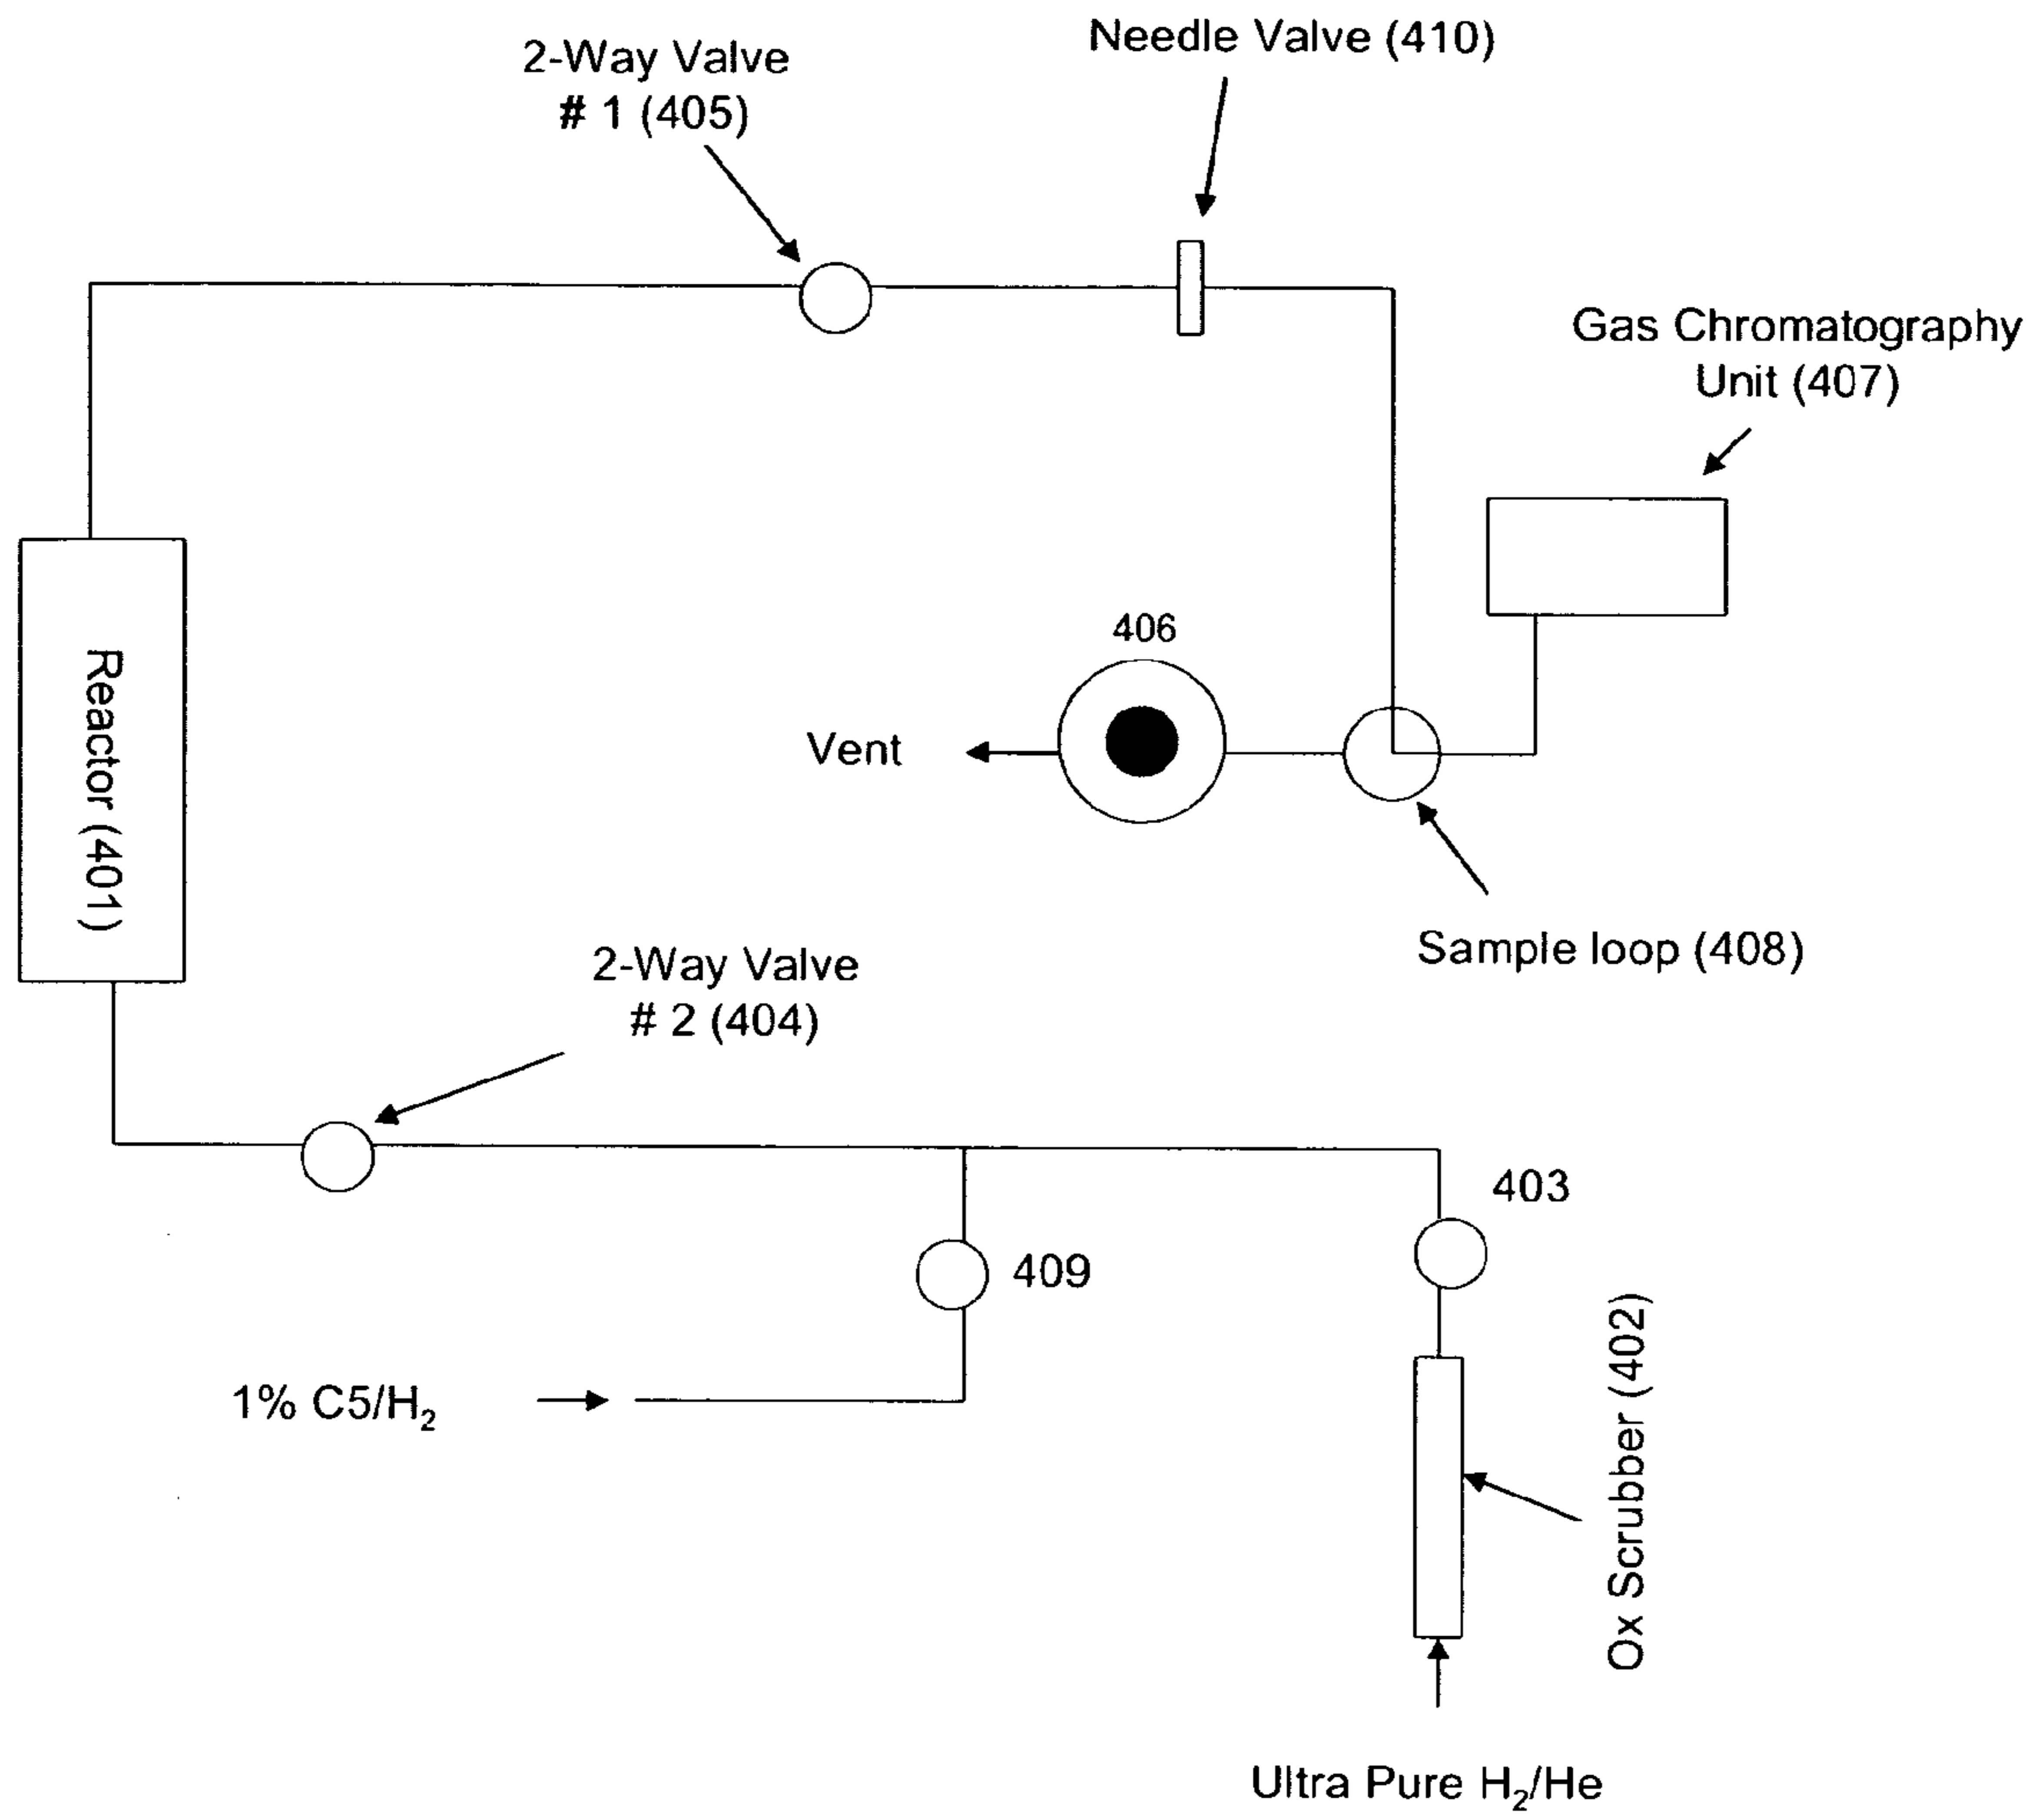 Needle Valve (410)
2-Way Valve
# 1 (405)
Gas Chromatography
Unit (407)
406
Vent
Reactor (401)
Sample loop (408)
2-Way Valve
# 2 (404)
403
409
1% C5/H₂
Ox Scrubber (402)
Ultra Pure H₂/He